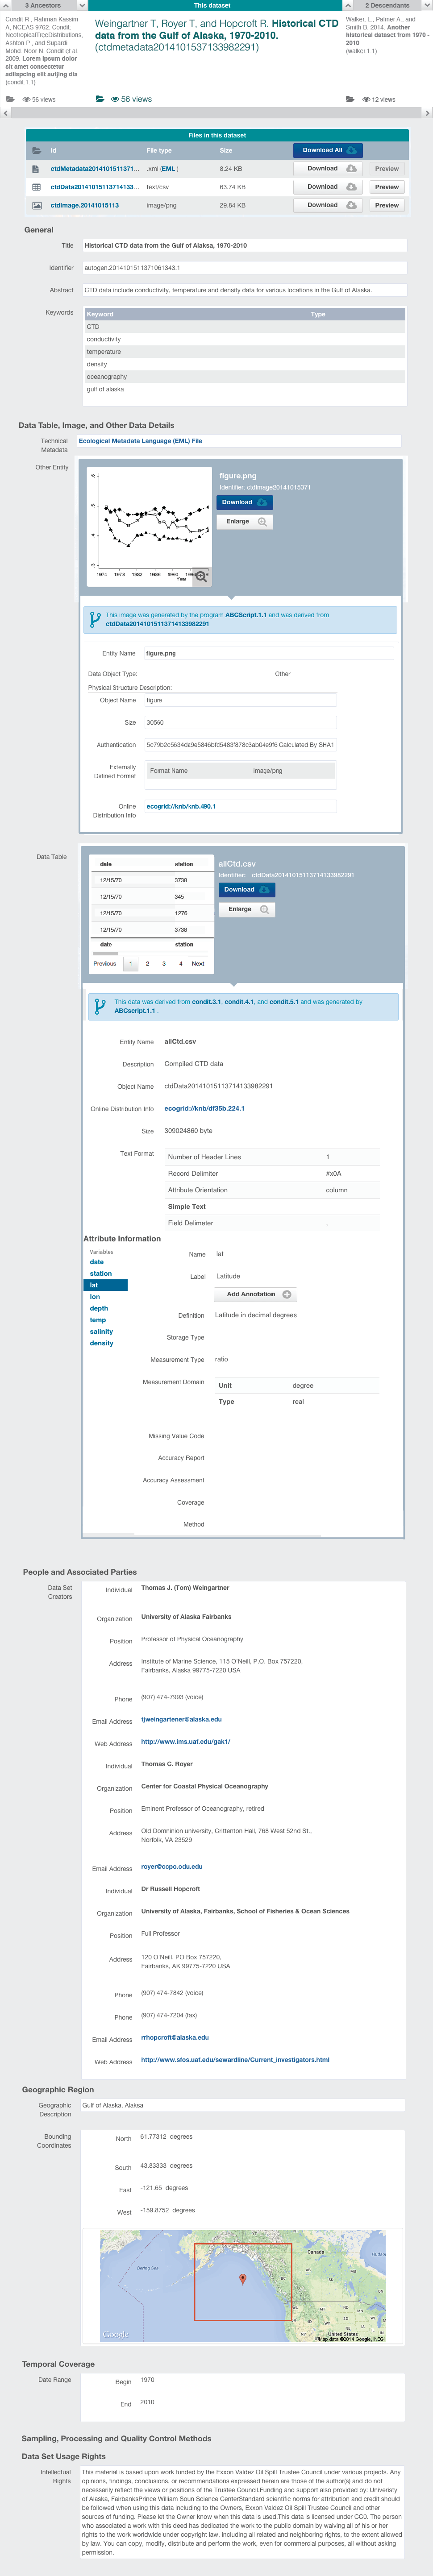 3 Ancestors
This dataset
2 Descendants
Condit R., Rahman Kassim
A, NCEAS 9762: Condit:
NeotropicalTreeDistributions,
Ashton P , and Supardi
Mohd. Noor N. Condit et al.
2009. Lorem ipsum dolor
sit amet consectetur
adiiapscing elit autjing dia
(condit.1.1)
56 views
Weingartner T, Royer T, and Hopcroft R. Historical CTD
data from the Gulf of Alaska, 1970-2010.
(ctdmetadata2014101537133982291)
56 views
Walker, L., Palmer A., and
Smith B. 2014. Another
historical dataset from 1970 -
2010
(walker.1.1)
12 views
Files in this dataset
Id File type Size Download All
ctdMetadata2014101511371... .xml (EML ) 8.24 KB Download Preview
ctdData20141015113714133... text/csv 63.74 KB Download Preview
ctdImage.20141015113 image/png 29.84 KB Download Preview
General
Title Historical CTD data from the Gulf of Alaksa, 1970-2010
Identifier autogen.2014101511371061343.1
Abstract CTD data include conductivity, temperature and density data for various locations in the Gulf of Alaska.
Keywords
Keyword Type
CTD
conductivity
temperature
density
oceanography
gulf of alaska
Data Table, Image, and Other Data Details
Technical
Metadata
Ecological Metadata Language (EML) File
Other Entity
figure.png
Identifier ctdImage20141015371
Download
Enlarge
1974 1978 1982 1986 1990
Year
This image was generated by the program ABCScript.1.1 and was derived from
ctdData20141015113714133982291
Entity Name figure.png
Data Object Type: Other
Physical Structure Description:
Object Name figure
Size 30560
Authentication 5c79b2c5534da9e5846bfd5483f878c3ab04e9f6 Calculated By SHA1
Externally
Defined Format
Format Name image/png
Online
Distribution Info
ecogrid://knb/knb.490.1
Data Table
date station
12/15/70 3738
12/15/70 345
12/15/70 1276
12/15/70 3738
date station
Previous 1 2 3 4 Next
allCtd.csv
Identifier: ctdData20141015113714133982291
Download
Enlarge
This data was derived from condit.3.1, condit.4.1, and condit.5.1 and was generated by
ABCscript.1.1 .
Entity Name allCtd.csv
Description Compiled CTD data
Object Name ctdData20141015113714133982291
Online Distribution Info ecogrid://knb/df35b.224.1
Size 309024860 byte
Text Format
Number of Header Lines 1
Record Delimiter #x0A
Attribute Orientation column
Simple Text
Field Delimeter ,
Attribute Information
Variables
date
station
lat
lon
depth
temp
salinity
density
Name lat
Label Latitude
Add Annotation
Definition Latitude in decimal degrees
Storage Type
Measurement Type ratio
Measurement Domain
Unit degree
Type real
Missing Value Code
Accuracy Report
Accuracy Assessment
Coverage
Method
People and Associated Parties
Data Set
Creators
Individual Thomas J. (Tom) Weingartner
Organization University of Alaska Fairbanks
Position Professor of Physical Oceanography
Address Institute of Marine Science, 115 O'Neill, P.O. Box 757220,
Fairbanks, Alaska 99775-7220 USA
Phone (907) 474-7993 (voice)
Email Address tjweingartener@alaska.edu
Web Address http://www.ims.uaf.edu/gak1/
Individual Thomas C. Royer
Organization Center for Coastal Physical Oceanography
Position Eminent Professor of Oceanography, retired
Address Old Domninion university, Crittenton Hall, 768 West 52nd St.,
Norfolk, VA 23529
Email Address royer@ccpo.odu.edu
Individual Dr Russell Hopcroft
Organization University of Alaska, Fairbanks, School of Fisheries & Ocean Sciences
Position Full Professor
Address 120 O'Neill, PO Box 757220,
Fairbanks, AK 99775-7220 USA
Phone (907) 474-7842 (voice)
Phone (907) 474-7204 (fax)
Email Address rrhopcroft@alaska.edu
Web Address http://www.sfos.uaf.edu/sewardline/Current_investigators.html
Geographic Region
Geographic
Description
Gulf of Alaska, Alaksa
Bounding
Coordinates
North 61.77312 degrees
South 43.83333 degrees
East -121.65 degrees
West -159.8752 degrees
Bering Sea
Canada
United States
Google
Map data ©2014 Google, INEGI
Temporal Coverage
Date Range
Begin 1970
End 2010
Sampling, Processing and Quality Control Methods
Data Set Usage Rights
Intellectual
Rights
This material is based upon work funded by the Exxon Valdez Oil Spill Trustee Council under various projects. Any
opinions, findings, conclusions, or recommendations expressed herein are those of the author(s) and do not
necessarily reflect the views or positions of the Trustee Council.Funding and support also provided by: University
of Alaska, FairbanksPrince William Soun Science CenterStandard scientific norms for attribution and credit should
be followed when using this data including to the Owners, Exxon Valdez Oil Spill Trustee Council and other
sources of funding. Please let the Owner know when this data is used.This data is licensed under CC0. The person
who associated a work with this deed has dedicated the work to the public domain by waiving all of his or her
rights to the work worldwide under copyright law, including all related and neighboring rights, to the extent allowed
by law. You can copy, modify, distribute and perform the work, even for commercial purposes, all without asking
permission.